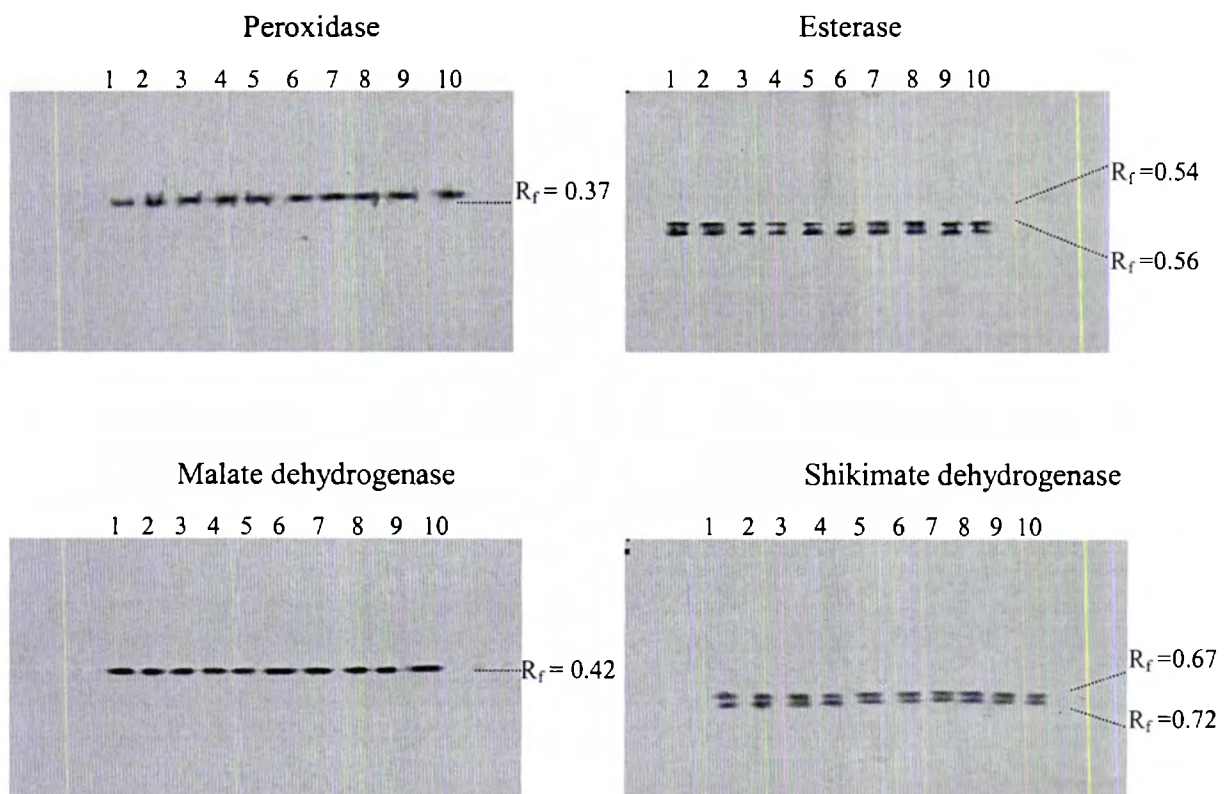 Peroxidase
1 2 3 4 5 6 7 8 9 10
R_f = 0.37
Esterase
1 2 3 4 5 6 7 8 9 10
R_f =0.54
R_f =0.56
Malate dehydrogenase
1 2 3 4 5 6 7 8 9 10
R_f = 0.42
Shikimate dehydrogenase
1 2 3 4 5 6 7 8 9 10
R_f =0.67
R_f =0.72